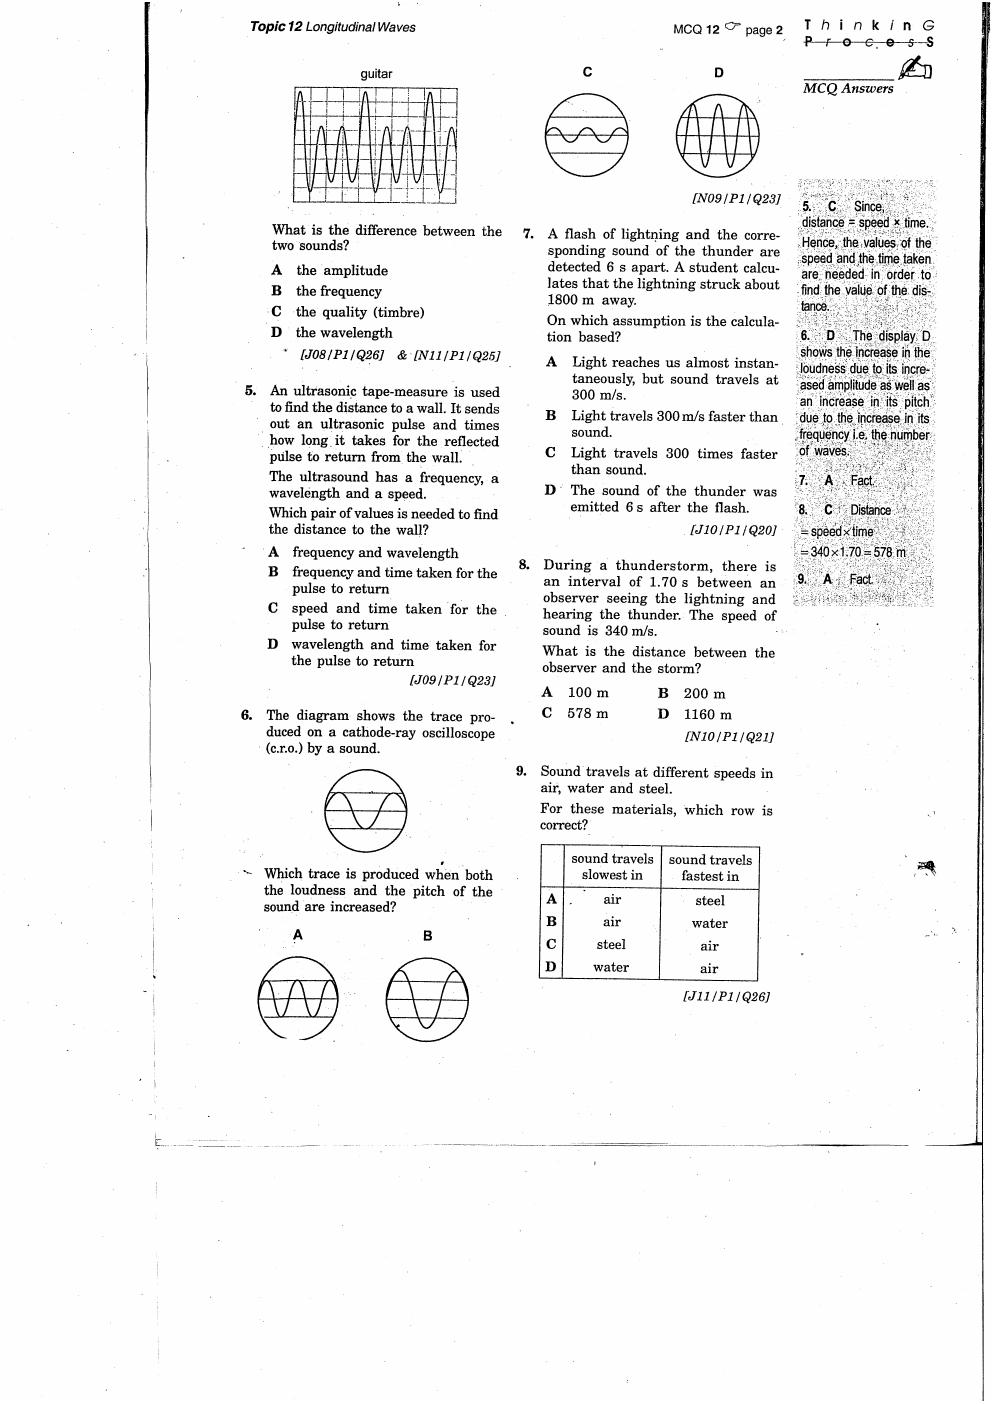 Topic 12 Longitudinal Waves
MCQ 12 ☞ page 2
T h i n k i n G
P r o c e s S
MCQ Answers
guitar
What is the difference between the
two sounds?
A the amplitude
B the frequency
C the quality (timbre)
D the wavelength
[J08/P1/Q26] & [N11/P1/Q25]
5. An ultrasonic tape-measure is used
to find the distance to a wall. It sends
out an ultrasonic pulse and times
how long it takes for the reflected
pulse to return from the wall.
The ultrasound has a frequency, a
wavelength and a speed.
Which pair of values is needed to find
the distance to the wall?
A frequency and wavelength
B frequency and time taken for the
pulse to return
C speed and time taken for the
pulse to return
D wavelength and time taken for
the pulse to return
[J09/P1/Q23]
6. The diagram shows the trace pro-
duced on a cathode-ray oscilloscope
(c.r.o.) by a sound.
Which trace is produced when both
the loudness and the pitch of the
sound are increased?
A B
C D
[N09/P1/Q23]
7. A flash of lightning and the corre-
sponding sound of the thunder are
detected 6 s apart. A student calcu-
lates that the lightning struck about
1800 m away.
On which assumption is the calcula-
tion based?
A Light reaches us almost instan-
taneously, but sound travels at
300 m/s.
B Light travels 300 m/s faster than
sound.
C Light travels 300 times faster
than sound.
D The sound of the thunder was
emitted 6 s after the flash.
[J10/P1/Q20]
8. During a thunderstorm, there is
an interval of 1.70 s between an
observer seeing the lightning and
hearing the thunder. The speed of
sound is 340 m/s.
What is the distance between the
observer and the storm?
A 100 m B 200 m
C 578 m D 1160 m
[N10/P1/Q21]
9. Sound travels at different speeds in
air, water and steel.
For these materials, which row is
correct?
sound travels sound travels
slowest in fastest in
A air steel
B air water
C steel air
D water air
[J11/P1/Q26]
5. C Since,
distance = speed × time.
Hence, the values of the
speed and the time taken
are needed in order to
find the value of the dis-
tance.
6. D The display D
shows the increase in the
loudness due to its incre-
ased amplitude as well as
an increase in its pitch
due to the increase in its
frequency i.e. the number
of waves.
7. A Fact.
8. C Distance
= speed × time
= 340 × 1.70 = 578 m
9. A Fact.